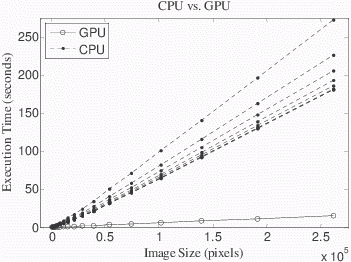 CPU vs. GPU
GPU
CPU
Execution Time (seconds)
250
200
150
100
50
0
0
0.5
1
1.5
2
2.5
Image Size (pixels)
x 10^5